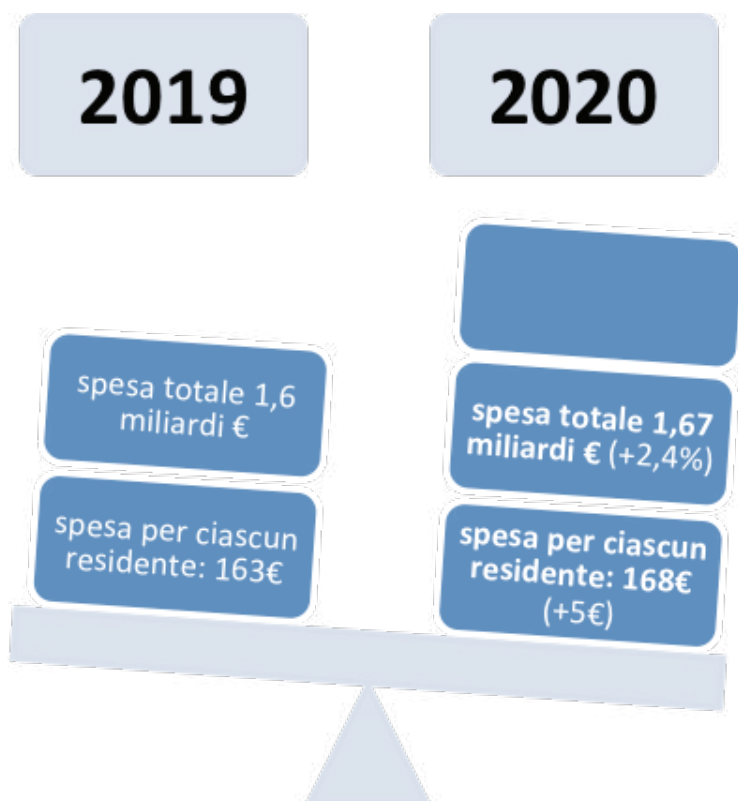 2019
2020
spesa totale 1,6
miliardi €
spesa per ciascun
residente: 163€
spesa totale 1,67
miliardi € (+2,4%)
spesa per ciascun
residente: 168€
(+5€)